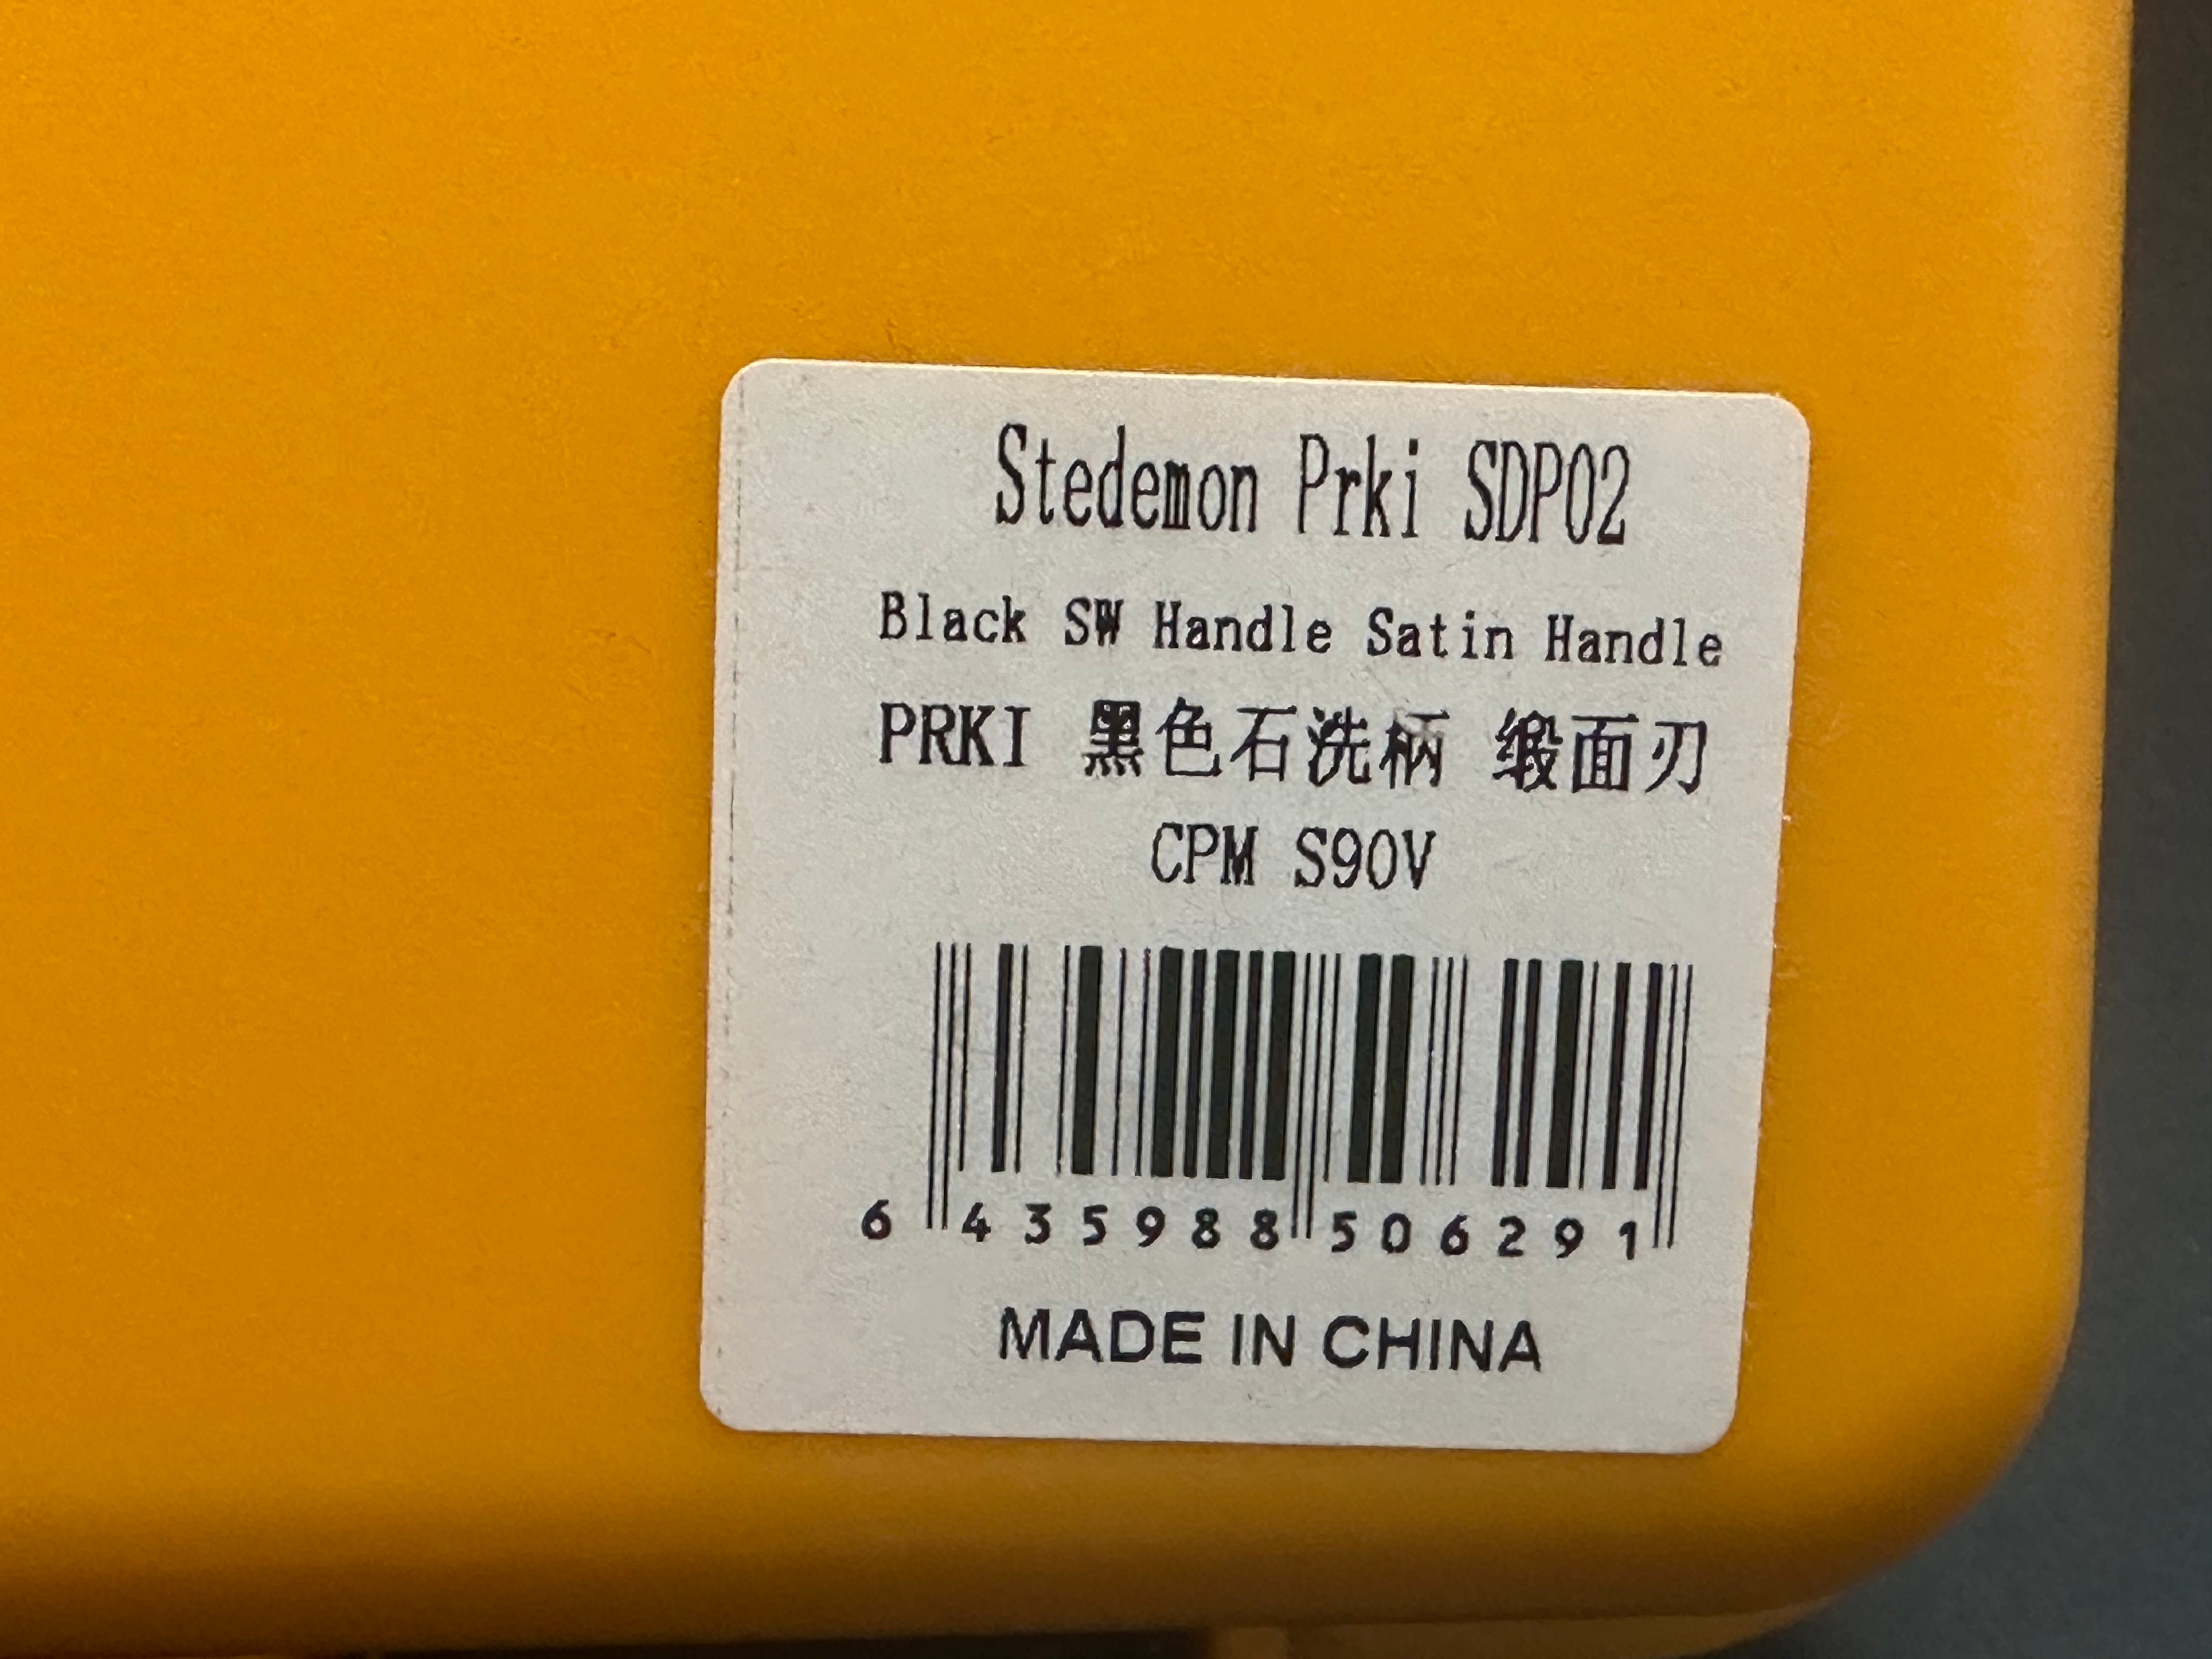 Stedemon Prki SDP02
Black SW Handle Satin Handle
PRKI 黑色石洗柄 缎面刃
CPM S90V
6 435988 506291
MADE IN CHINA